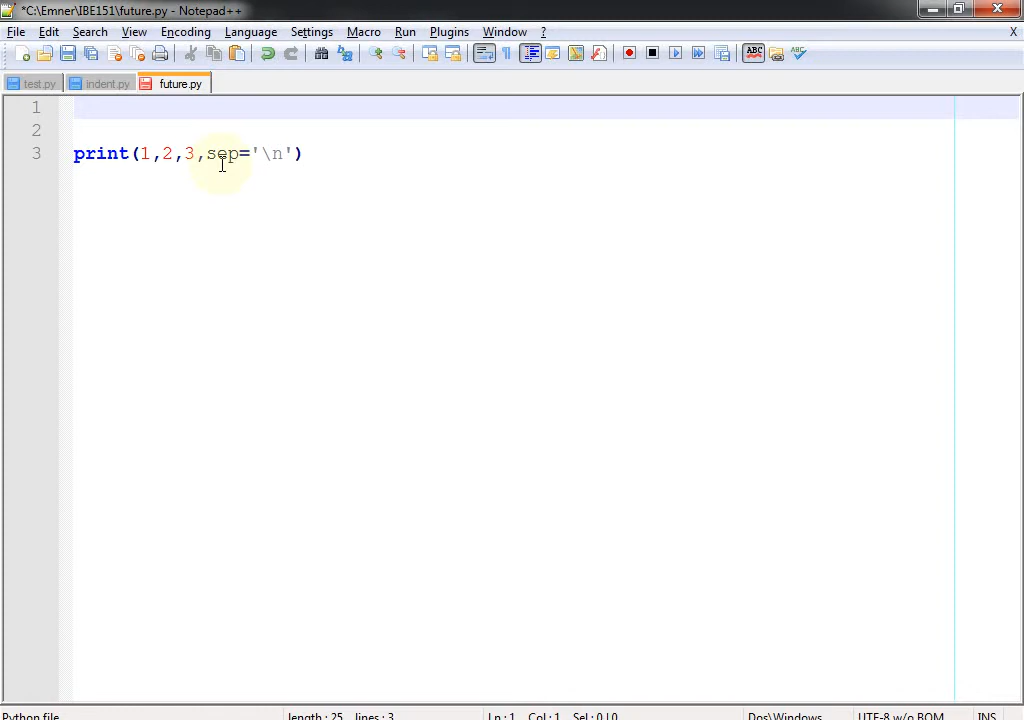 *C:\Emner\IBE151\future.py - Notepad++
File Edit Search View Encoding Language Settings Macro Run Plugins Window ? X
ABC ABC
test.py indent.py future.py
1
2
3 print(1,2,3,sep='\n')
Python file length : 25 lines : 3 Ln : 1 Col : 1 Sel : 0 | 0 Dos\Windows UTF-8 w/o BOM INS